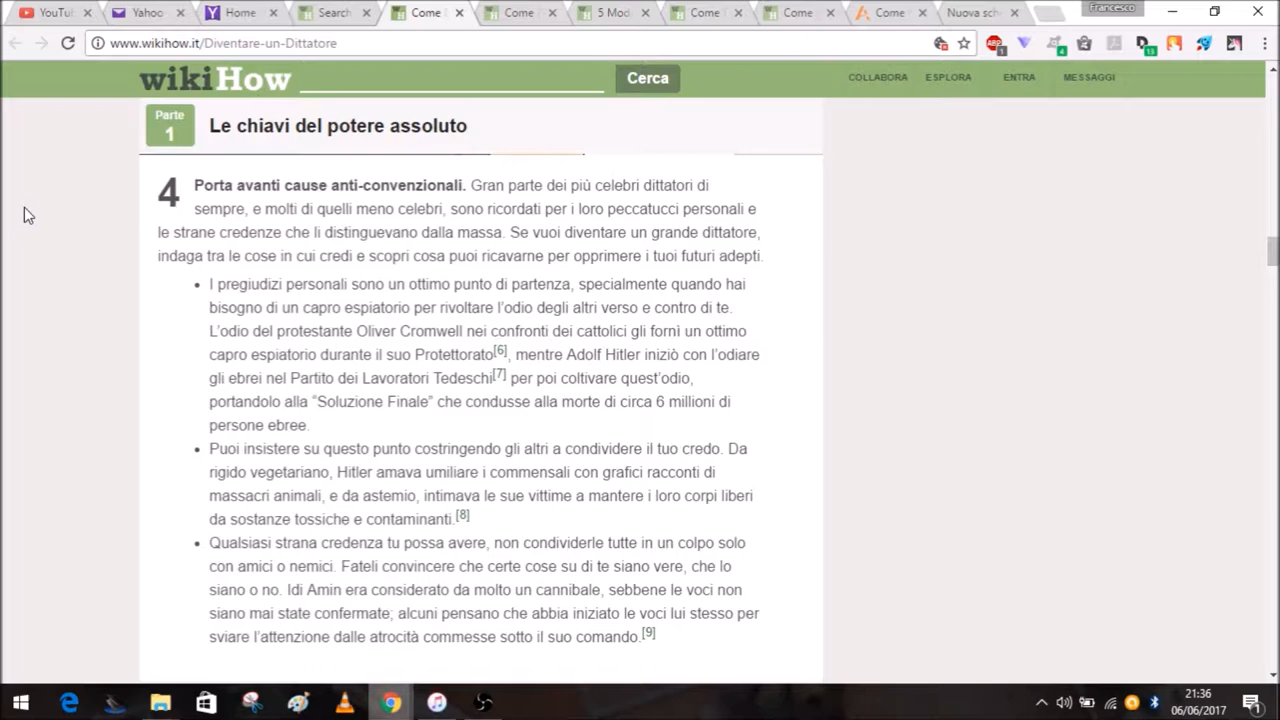 YouTub
Yahoo
Home
Search
Come
Come
5 Mod
Come
Come
Come
Nuova sch
Francesco
www.wikihow.it/Diventare-un-Dittatore
1
4
13
wikiHow
Cerca
COLLABORA
ESPLORA
ENTRA
MESSAGGI
Parte
1
Le chiavi del potere assoluto
4
Porta avanti cause anti-convenzionali. Gran parte dei più celebri dittatori di
sempre, e molti di quelli meno celebri, sono ricordati per i loro peccatucci personali e
le strane credenze che li distinguevano dalla massa. Se vuoi diventare un grande dittatore,
indaga tra le cose in cui credi e scopri cosa puoi ricavarne per opprimere i tuoi futuri adepti.
• I pregiudizi personali sono un ottimo punto di partenza, specialmente quando hai
bisogno di un capro espiatorio per rivoltare l'odio degli altri verso e contro di te.
L'odio del protestante Oliver Cromwell nei confronti dei cattolici gli fornì un ottimo
capro espiatorio durante il suo Protettorato[6], mentre Adolf Hitler iniziò con l'odiare
gli ebrei nel Partito dei Lavoratori Tedeschi[7] per poi coltivare quest'odio,
portandolo alla “Soluzione Finale” che condusse alla morte di circa 6 millioni di
persone ebree.
• Puoi insistere su questo punto costringendo gli altri a condividere il tuo credo. Da
rigido vegetariano, Hitler amava umiliare i commensali con grafici racconti di
massacri animali, e da astemio, intimava le sue vittime a mantere i loro corpi liberi
da sostanze tossiche e contaminanti.[8]
• Qualsiasi strana credenza tu possa avere, non condividerle tutte in un colpo solo
con amici o nemici. Fateli convincere che certe cose su di te siano vere, che lo
siano o no. Idi Amin era considerato da molto un cannibale, sebbene le voci non
siano mai state confermate; alcuni pensano che abbia iniziato le voci lui stesso per
sviare l'attenzione dalle atrocità commesse sotto il suo comando.[9]
21:36
06/06/2017
1